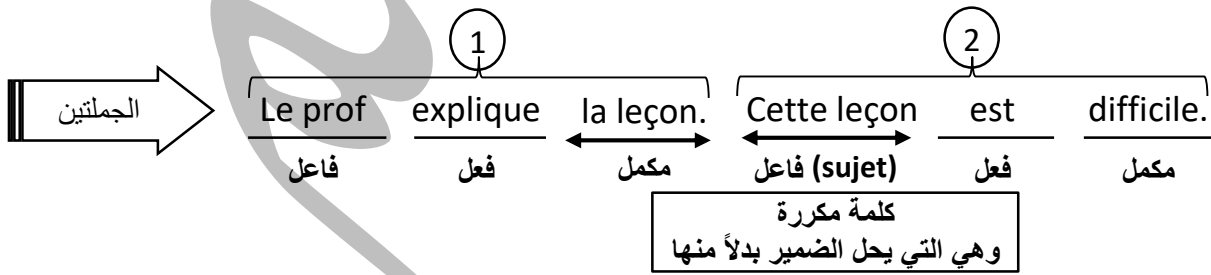 1 2
الجملتين Le prof explique la leçon. Cette leçon est difficile.
فاعل فعل مكمل فاعل (sujet) فعل مكمل
كلمة مكررة
وهي التي يحل الضمير بدلاً منها